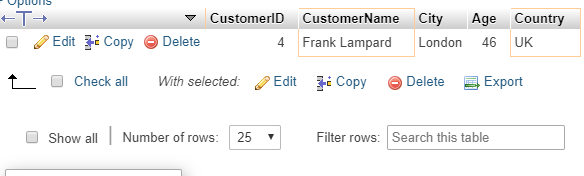 Options
CustomerID CustomerName City Age Country
Edit Copy Delete 4 Frank Lampard London 46 UK
Check all With selected: Edit Copy Delete Export
Show all Number of rows: 25 Filter rows: Search this table